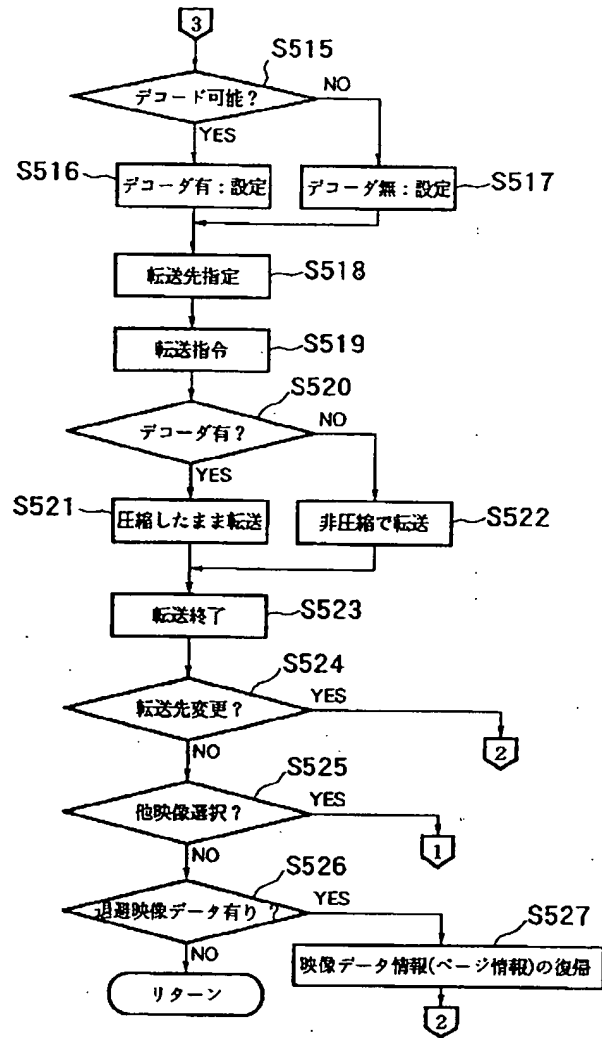 3
S515
デコード可能？
NO
YES
S516
デコーダ有：設定
デコーダ無：設定
S517
転送先指定
S518
転送指令
S519
S520
デコーダ有？
NO
YES
S521
圧縮したまま転送
非圧縮で転送
S522
転送終了
S523
S524
転送先変更？
YES
2
NO
S525
他映像選択？
YES
1
NO
S526
退避映像データ有り？
YES
S527
NO
映像データ情報(ページ情報)の復帰
リターン
2